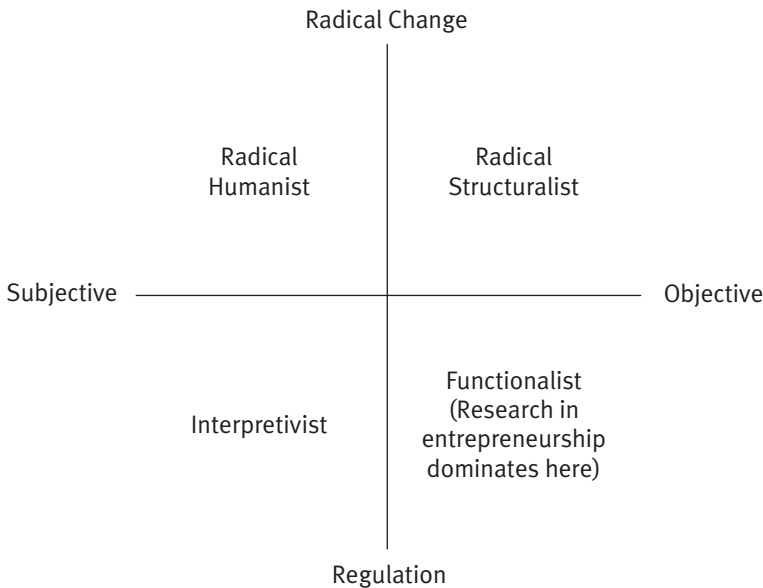 Radical Change
Radical
Humanist
Radical
Structuralist
Subjective
Objective
Interpretivist
Functionalist
(Research in
entrepreneurship
dominates here)
Regulation